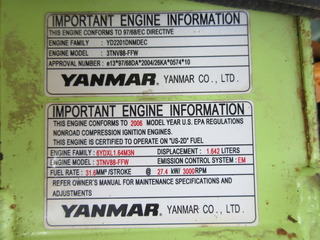 IMPORTANT ENGINE INFORMATION
THIS ENGINE CONFORMS TO 97/68/EC DIRECTIVE
ENGINE FAMILY : YD2201DNMDEC
ENGINE MODEL : 3TNV88-FFW
APPROVAL NUMBER : e13*97/68DA*2004/26KA*0574*10
YANMAR YANMAR CO., LTD.
IMPORTANT ENGINE INFORMATION
THIS ENGINE CONFORMS TO 2006 MODEL YEAR U.S. EPA REGULATIONS
NONROAD COMPRESSION IGNITION ENGINES.
THIS ENGINE IS CERTIFIED TO OPERATE ON "US-2D" FUEL
ENGINE FAMILY: 6YDXL1.64M3N DISPLACEMENT : 1.642 LITERS
ENGINE MODEL: 3TNV88-FFW EMISSION CONTROL SYSTEM : EM
FUEL RATE : 31.6 MM³/STROKE @ 27.4 kW/ 3000 RPM
REFER OWNER'S MANUAL FOR MAINTENANCE SPECIFICATIONS
AND ADJUSTMENTS
YANMAR YANMAR CO., LTD.